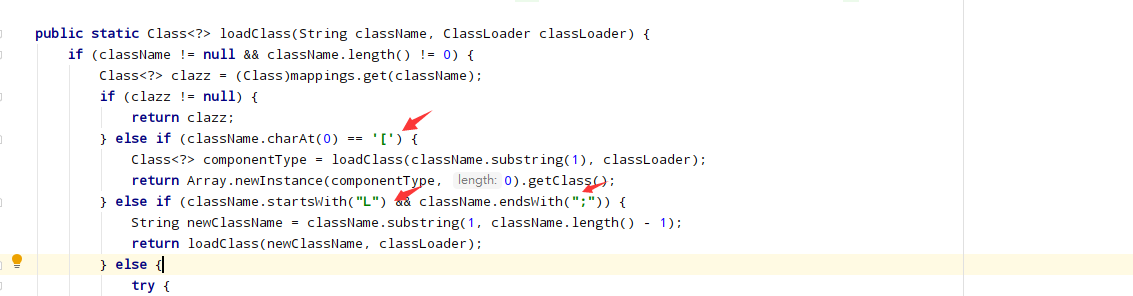 public static Class<?> loadClass(String className, ClassLoader classLoader) {
if (className != null && className.length() != 0) {
Class<?> clazz = (Class)mappings.get(className);
if (clazz != null) {
return clazz;
} else if (className.charAt(0) == '[') {
Class<?> componentType = loadClass(className.substring(1), classLoader);
return Array.newInstance(componentType, length: 0).getClass();
} else if (className.startsWith("L") && className.endsWith(";")) {
String newClassName = className.substring(1, className.length() - 1);
return loadClass(newClassName, classLoader);
} else {
try {